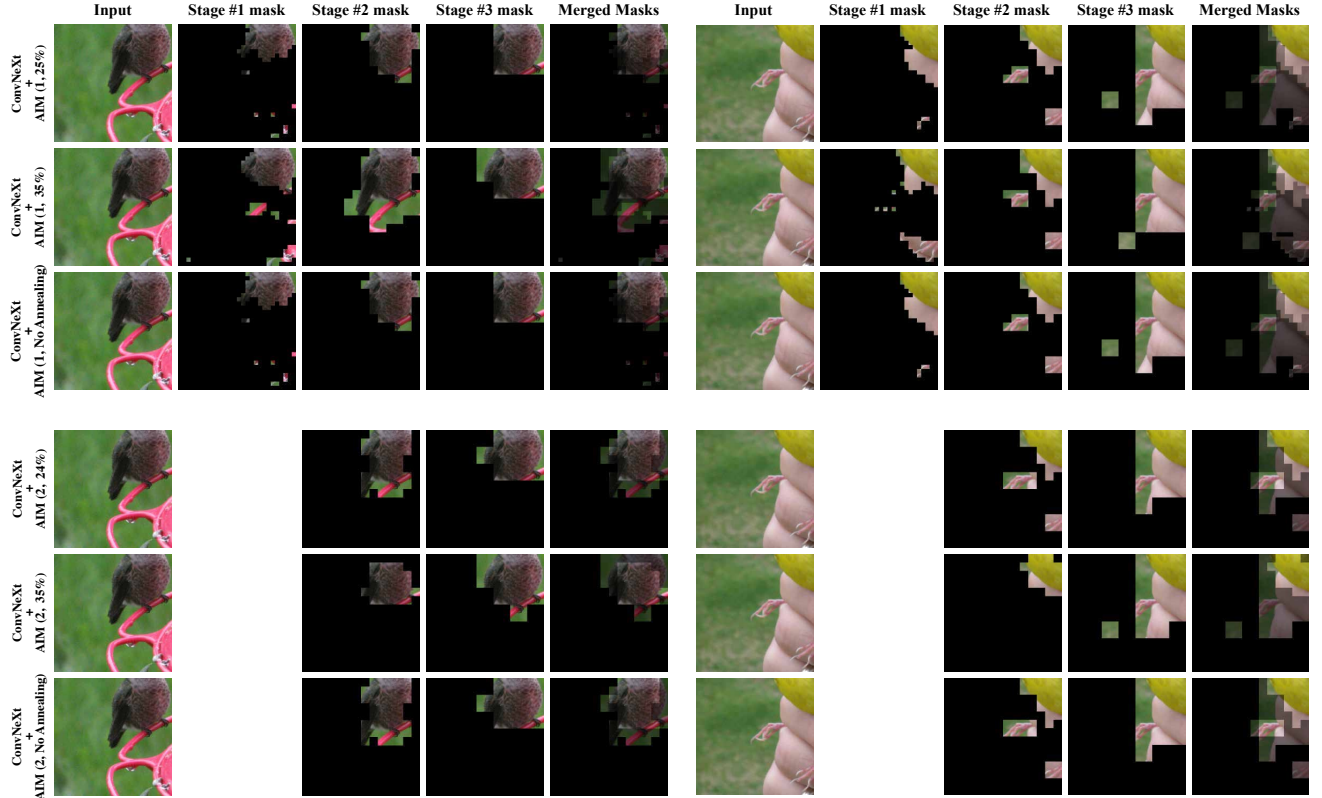 Input Stage #1 mask Stage #2 mask Stage #3 mask Merged Masks Input Stage #1 mask Stage #2 mask Stage #3 mask Merged Masks
ConvNeXt
+
AIM (1,25%)
ConvNeXt
+
AIM (1, 35%)
ConvNeXt
+
AIM (1, No Annealing)
ConvNeXt
+
AIM (2, 24%)
ConvNeXt
+
AIM (2, 35%)
ConvNeXt
+
AIM (2, No Annealing)